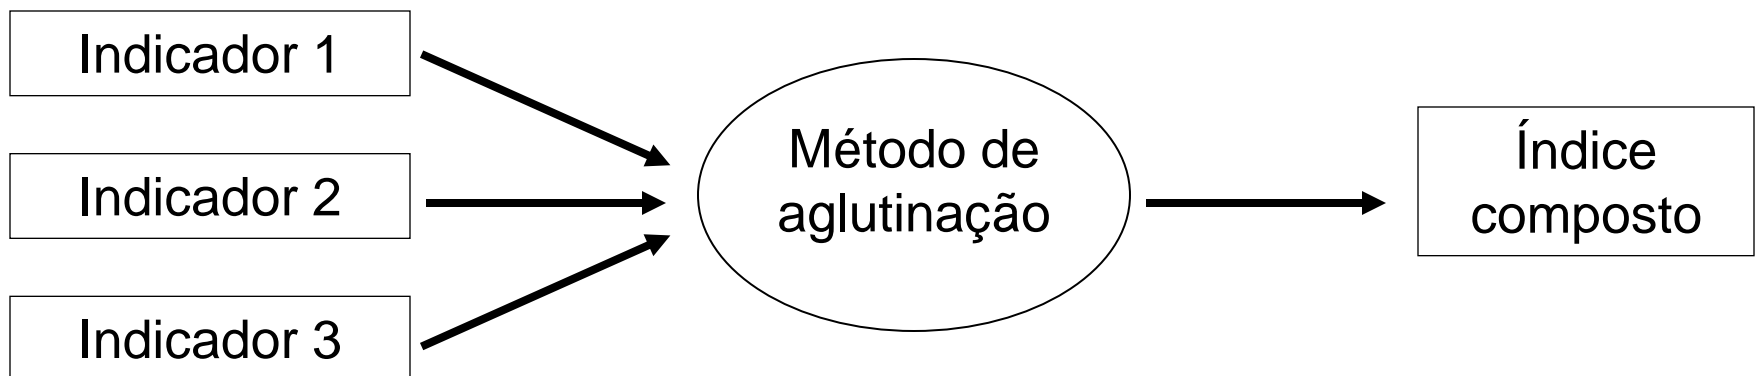 Indicador 1
Indicador 2
Indicador 3
Método de
aglutinação
Índice
composto